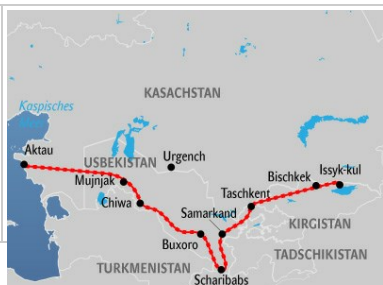 KASACHSTAN
Kaspisches
Aktau
USBEKISTAN
Urgench
Mujnjak
Chiwa
Bischkek
Issyk-kul
Taschkent
Samarkand
KIRGISTAN
Buxoro
TADSCHIKISTAN
TURKMENISTAN
Scharibabs